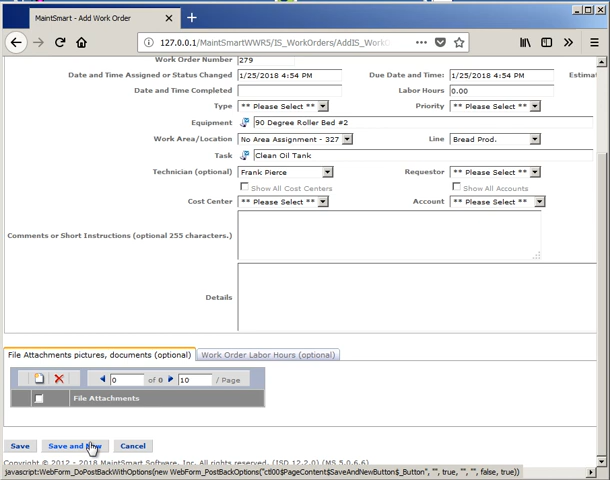 MaintSmart - Add Work Order
127.0.0.1/MaintSmartWWR5/IS_WorkOrders/AddIS_WorkO
Work Order Number 279
Date and Time Assigned or Status Changed 1/25/2018 4:54 PM Due Date and Time: 1/25/2018 4:54 PM Estimat
Date and Time Completed Labor Hours 0.00
Type ** Please Select ** Priority ** Please Select **
Equipment 90 Degree Roller Bed #2
Work Area/Location No Area Assignment - 327 Line Bread Prod.
Task Clean Oil Tank
Technician (optional) Frank Pierce Requestor ** Please Select **
Show All Cost Centers Show All Accounts
Cost Center ** Please Select ** Account ** Please Select **
Comments or Short Instructions (optional 255 characters.)
Details
File Attachments pictures, documents (optional) Work Order Labor Hours (optional)
0 of 0 10 / Page
File Attachments
Save Save and New Cancel
Copyright © 2012 - 2018 MaintSmart Software, Inc. All rights reserved. (ISD 12.2.0) (MS 5.0.6.6)
javascript:WebForm_DoPostBackWithOptions(new WebForm_PostBackOptions("ctl00$PageContent$SaveAndNewButton$_Button", "", true, "", "", false, true))